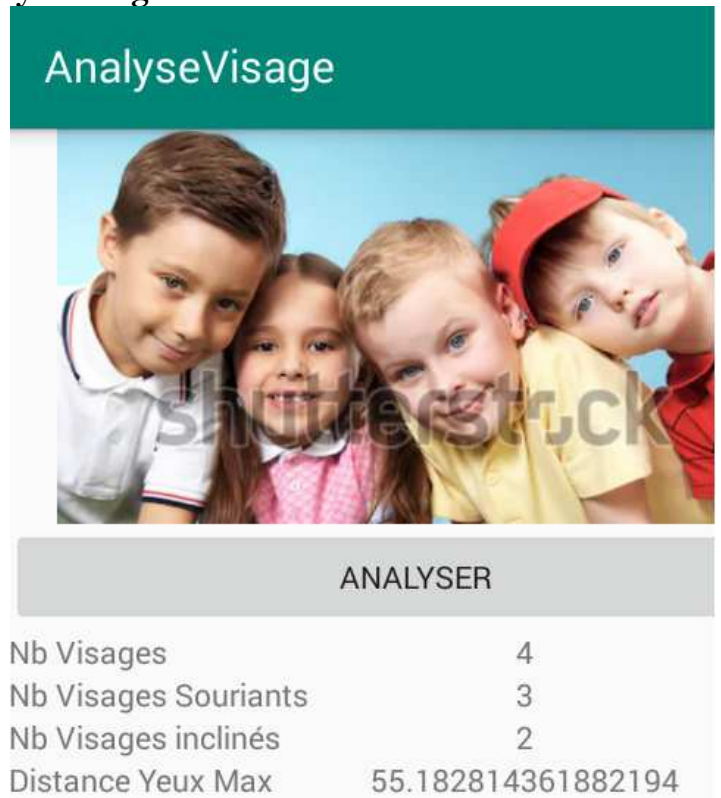 AnalyseVisage
shutterstock
ANALYSER
Nb Visages 4
Nb Visages Souriants 3
Nb Visages inclinés 2
Distance Yeux Max 55.182814361882194